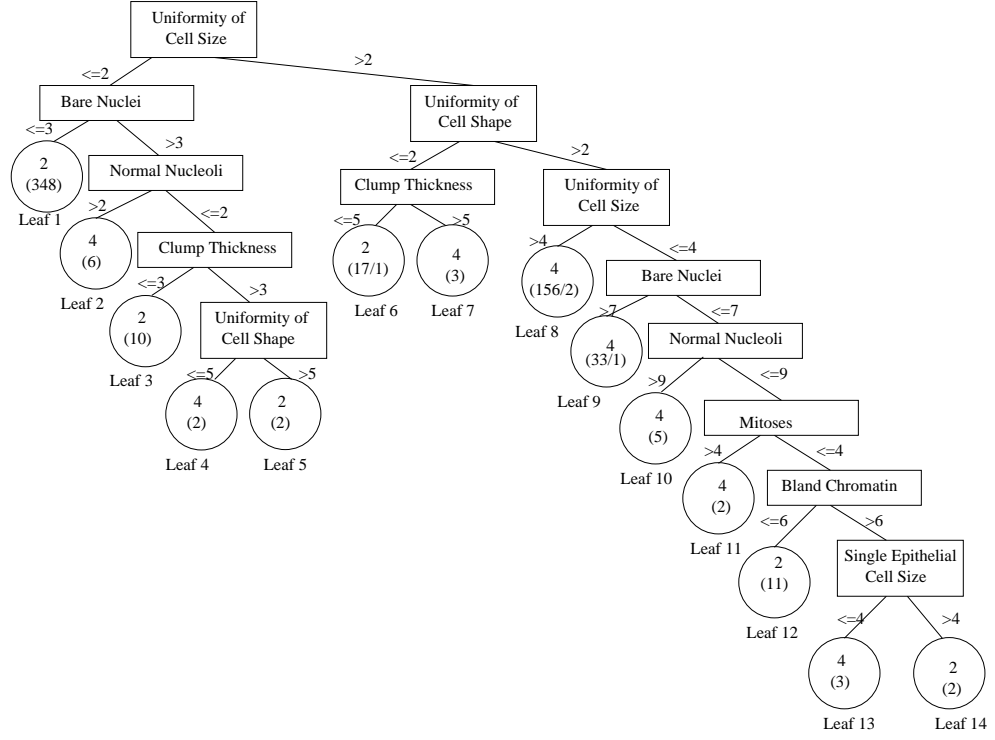 Uniformity of
Cell Size
<=2
>2
Bare Nuclei
Uniformity of
Cell Shape
<=3
>3
<=2
>2
2
(348)
Leaf 1
Normal Nucleoli
Clump Thickness
Uniformity of
Cell Size
>2
<=2
<=5
>5
>4
<=4
4
(6)
Leaf 2
Clump Thickness
2
(17/1)
Leaf 6
4
(3)
Leaf 7
4
(156/2)
Leaf 8
Bare Nuclei
<=3
>3
>7
<=7
2
(10)
Leaf 3
Uniformity of
Cell Shape
4
(33/1)
Leaf 9
Normal Nucleoli
<=5
>5
>9
<=9
4
(2)
Leaf 4
2
(2)
Leaf 5
4
(5)
Leaf 10
Mitoses
>4
<=4
4
(2)
Leaf 11
Bland Chromatin
<=6
>6
2
(11)
Leaf 12
Single Epithelial
Cell Size
<=4
>4
4
(3)
Leaf 13
2
(2)
Leaf 14